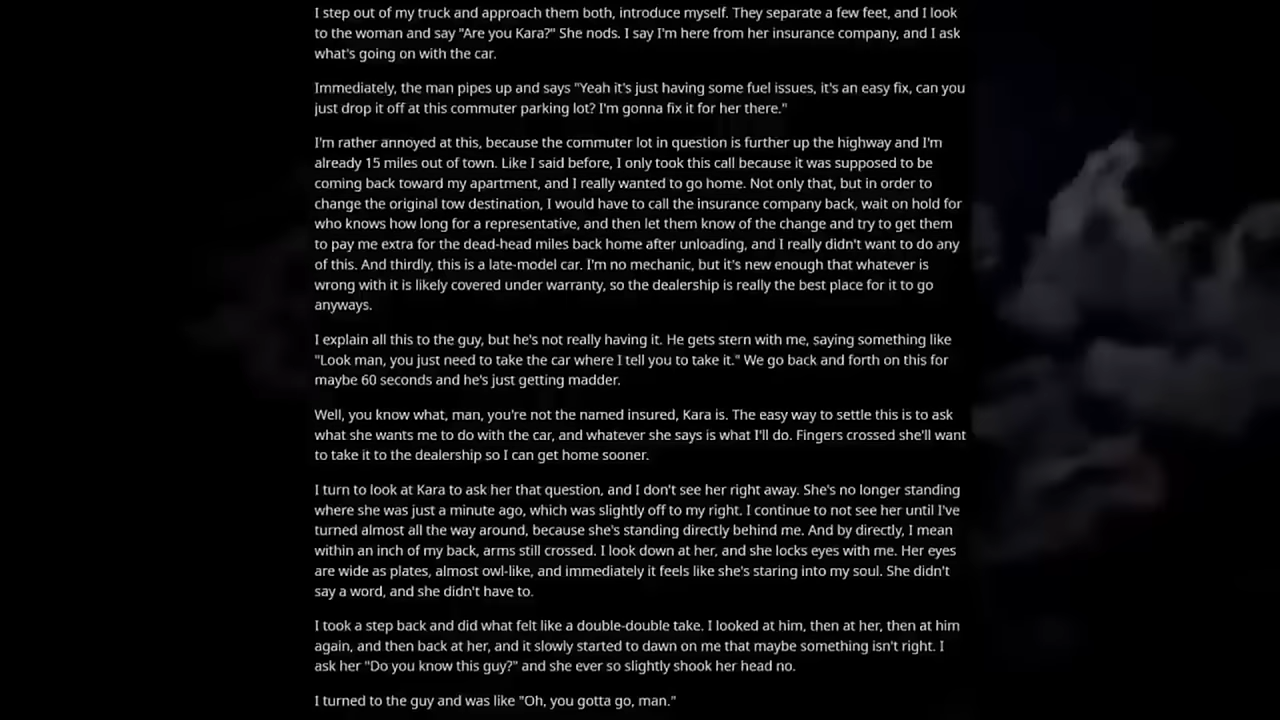 I step out of my truck and approach them both, introduce myself. They separate a few feet, and I look
to the woman and say "Are you Kara?" She nods. I say I'm here from her insurance company, and I ask
what's going on with the car.
Immediately, the man pipes up and says "Yeah it's just having some fuel issues, it's an easy fix, can you
just drop it off at this commuter parking lot? I'm gonna fix it for her there."
I'm rather annoyed at this, because the commuter lot in question is further up the highway and I'm
already 15 miles out of town. Like I said before, I only took this call because it was supposed to be
coming back toward my apartment, and I really wanted to go home. Not only that, but in order to
change the original tow destination, I would have to call the insurance company back, wait on hold for
who knows how long for a representative, and then let them know of the change and try to get them
to pay me extra for the dead-head miles back home after unloading, and I really didn't want to do any
of this. And thirdly, this is a late-model car. I'm no mechanic, but it's new enough that whatever is
wrong with it is likely covered under warranty, so the dealership is really the best place for it to go
anyways.
I explain all this to the guy, but he's not really having it. He gets stern with me, saying something like
"Look man, you just need to take the car where I tell you to take it." We go back and forth on this for
maybe 60 seconds and he's just getting madder.
Well, you know what, man, you're not the named insured, Kara is. The easy way to settle this is to ask
what she wants me to do with the car, and whatever she says is what I'll do. Fingers crossed she'll want
to take it to the dealership so I can get home sooner.
I turn to look at Kara to ask her that question, and I don't see her right away. She's no longer standing
where she was just a minute ago, which was slightly off to my right. I continue to not see her until I've
turned almost all the way around, because she's standing directly behind me. And by directly, I mean
within an inch of my back, arms still crossed. I look down at her, and she locks eyes with me. Her eyes
are wide as plates, almost owl-like, and immediately it feels like she's staring into my soul. She didn't
say a word, and she didn't have to.
I took a step back and did what felt like a double-double take. I looked at him, then at her, then at him
again, and then back at her, and it slowly started to dawn on me that maybe something isn't right. I
ask her "Do you know this guy?" and she ever so slightly shook her head no.
I turned to the guy and was like "Oh, you gotta go, man."